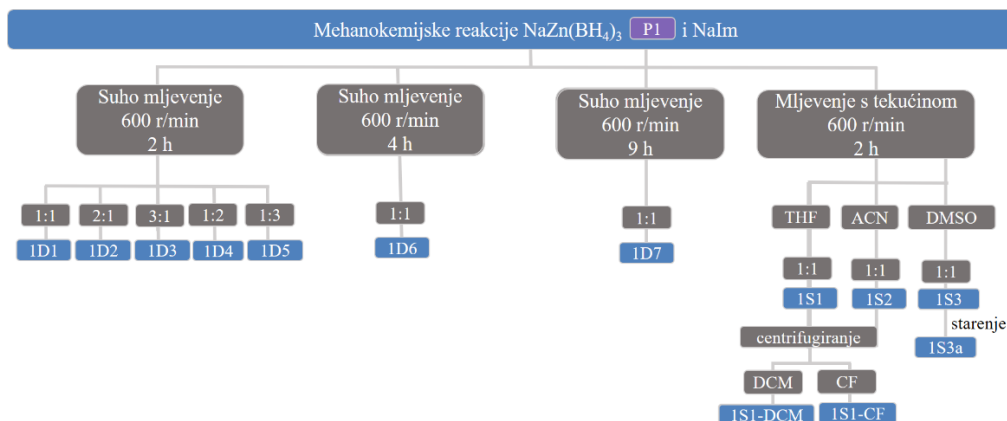 Mehanokemijske reakcije NaZn(BH₄)₃ P1 i NaIm
Suho mljevenje
600 r/min
2 h
Suho mljevenje
600 r/min
4 h
Suho mljevenje
600 r/min
9 h
Mljevenje s tekućinom
600 r/min
2 h
1:1 2:1 3:1 1:2 1:3
1D1 1D2 1D3 1D4 1D5
1:1
1D6
1:1
1D7
THF ACN DMSO
1:1 1:1 1:1
1S1 1S2 1S3
starenje
centrifugiranje
1S3a
DCM CF
1S1-DCM 1S1-CF